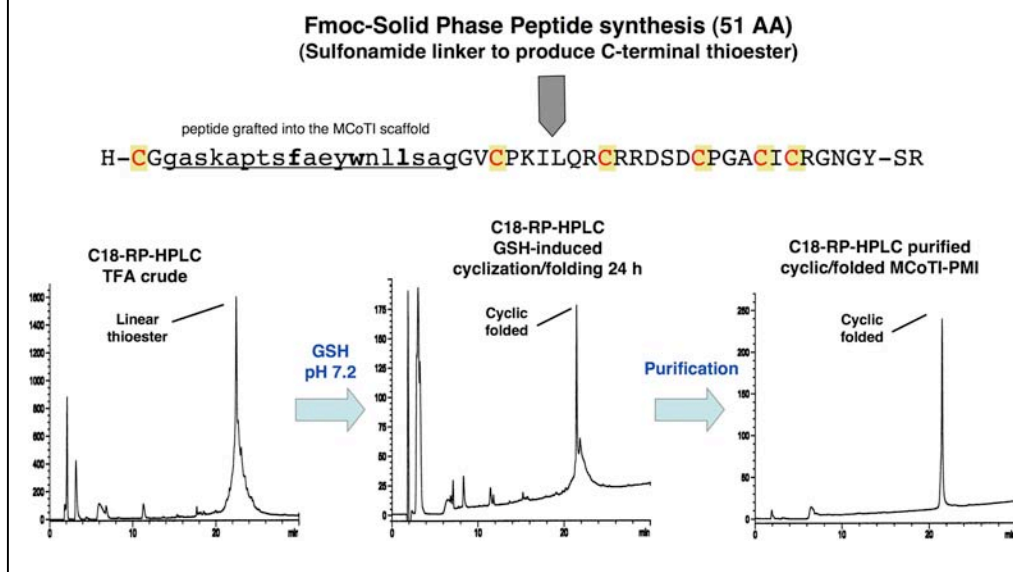 Fmoc-Solid Phase Peptide synthesis (51 AA)
(Sulfonamide linker to produce C-terminal thioester)
peptide grafted into the MCoTI scaffold
H-CGgaskaptsfaeywnllsagGVCPKILQRCRRDSDCPGACICRGNGY-SR
C18-RP-HPLC
TFA crude
Linear
thioester
1600
1400
1200
1000
800
600
400
200
0
0
10
20
GSH
pH 7.2
C18-RP-HPLC
GSH-induced
cyclization/folding 24 h
Cyclic
folded
175
150
125
100
75
50
25
0
0
10
20
Purification
C18-RP-HPLC purified
cyclic/folded MCoTI-PMI
Cyclic
folded
250
200
150
100
50
0
0
10
20